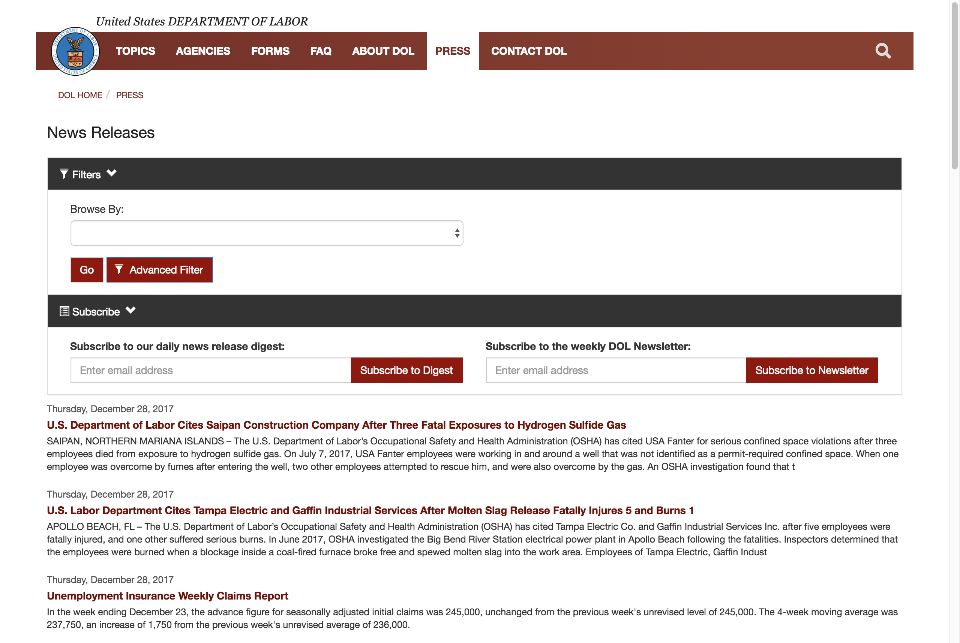 United States DEPARTMENT OF LABOR
TOPICS AGENCIES FORMS FAQ ABOUT DOL PRESS CONTACT DOL
DOL HOME / PRESS
News Releases
Filters
Browse By:
Go Advanced Filter
Subscribe
Subscribe to our daily news release digest: Subscribe to the weekly DOL Newsletter:
Enter email address Subscribe to Digest Enter email address Subscribe to Newsletter
Thursday, December 28, 2017
U.S. Department of Labor Cites Saipan Construction Company After Three Fatal Exposures to Hydrogen Sulfide Gas
SAIPAN, NORTHERN MARIANA ISLANDS – The U.S. Department of Labor's Occupational Safety and Health Administration (OSHA) has cited USA Fanter for serious confined space violations after three
employees died from exposure to hydrogen sulfide gas. On July 7, 2017, USA Fanter employees were working in and around a well that was not identified as a permit-required confined space. When one
employee was overcome by fumes after entering the well, two other employees attempted to rescue him, and were also overcome by the gas. An OSHA investigation found that t
Thursday, December 28, 2017
U.S. Labor Department Cites Tampa Electric and Gaffin Industrial Services After Molten Slag Release Fatally Injures 5 and Burns 1
APOLLO BEACH, FL – The U.S. Department of Labor's Occupational Safety and Health Administration (OSHA) has cited Tampa Electric Co. and Gaffin Industrial Services Inc. after five employees were
fatally injured, and one other suffered serious burns. In June 2017, OSHA investigated the Big Bend River Station electrical power plant in Apollo Beach following the fatalities. Inspectors determined that
the employees were burned when a blockage inside a coal-fired furnace broke free and spewed molten slag into the work area. Employees of Tampa Electric, Gaffin Indust
Thursday, December 28, 2017
Unemployment Insurance Weekly Claims Report
In the week ending December 23, the advance figure for seasonally adjusted initial claims was 245,000, unchanged from the previous week's unrevised level of 245,000. The 4-week moving average was
237,750, an increase of 1,750 from the previous week's unrevised average of 236,000.